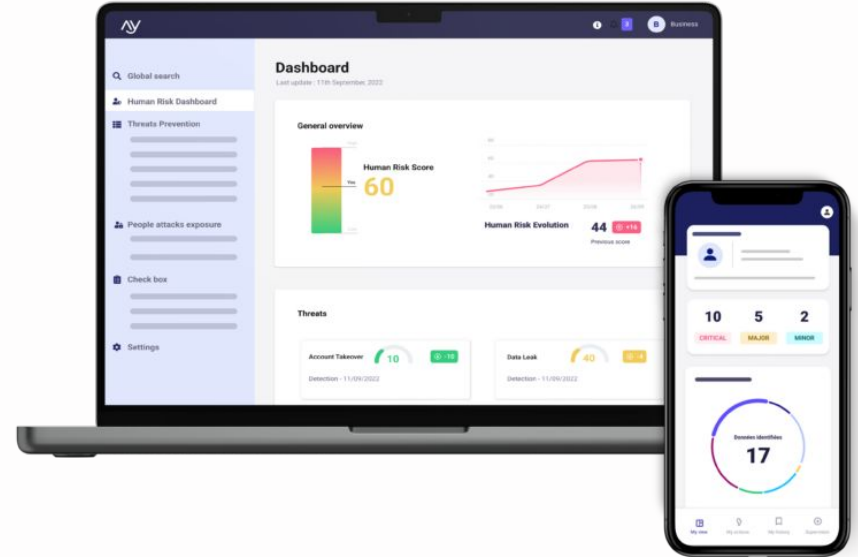 3
B
Business
Global search
Human Risk Dashboard
Threats Prevention
People attacks exposure
Check box
Settings
Dashboard
Last update : 11th September, 2022
General overview
You
Human Risk Score
60
Human Risk Evolution
44
+16
Previous score
Threats
Account Takeover
10
-10
Detection - 11/09/2022
Data Leak
40
-4
Detection - 11/09/2022
10
5
2
CRITICAL
MAJOR
MINOR
Données identifiées
17
My view
My actions
My history
Supervision